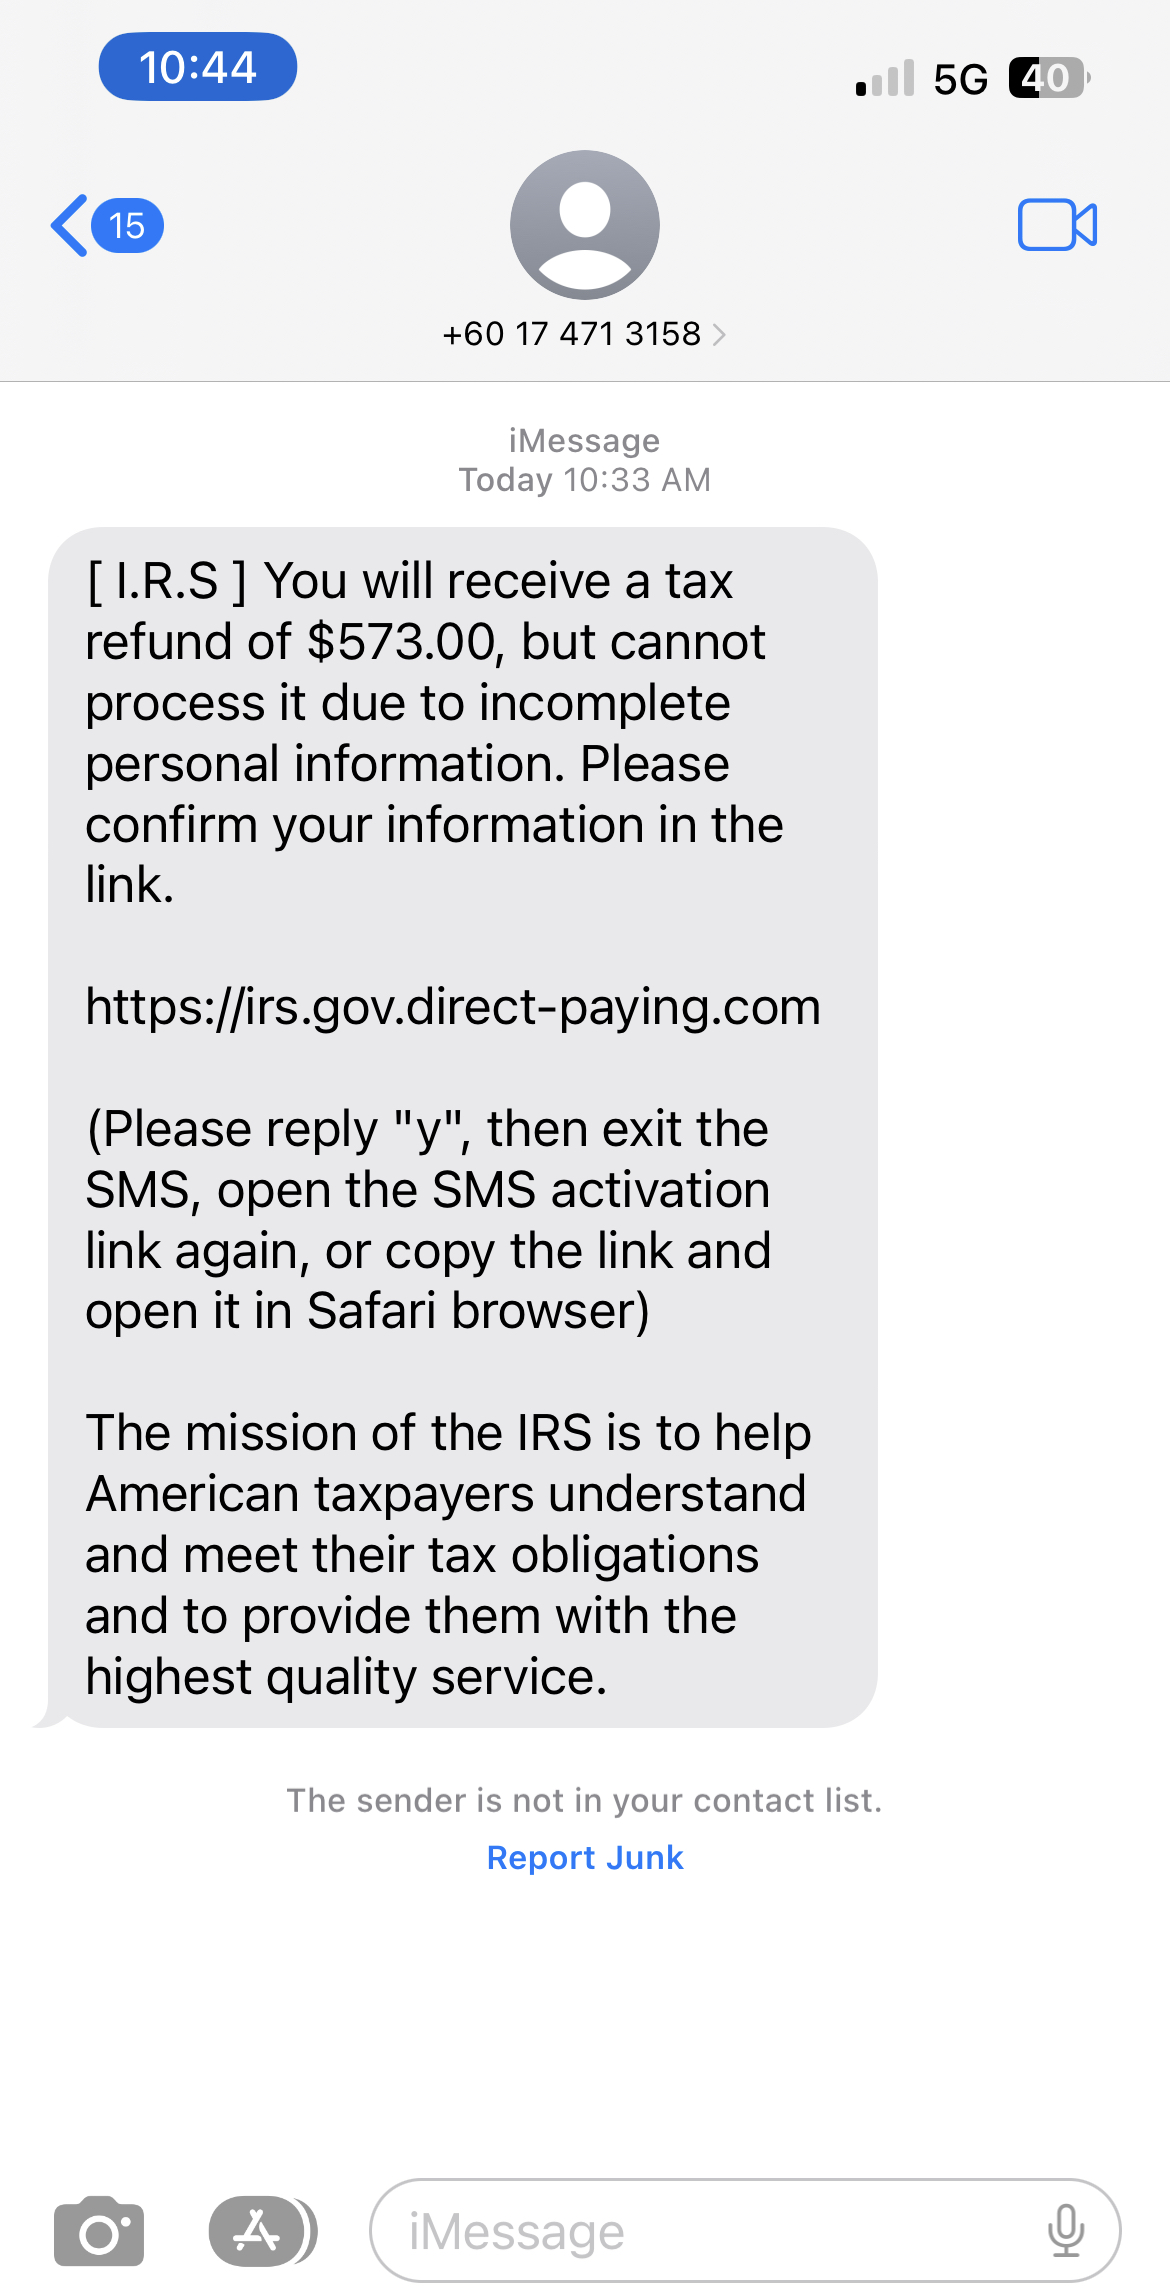 10:44
5G
40
15
+60 17 471 3158
iMessage
Today 10:33 AM
[ I.R.S ] You will receive a tax
refund of $573.00, but cannot
process it due to incomplete
personal information. Please
confirm your information in the
link.
https://irs.gov.direct-paying.com
(Please reply "y", then exit the
SMS, open the SMS activation
link again, or copy the link and
open it in Safari browser)
The mission of the IRS is to help
American taxpayers understand
and meet their tax obligations
and to provide them with the
highest quality service.
The sender is not in your contact list.
Report Junk
iMessage